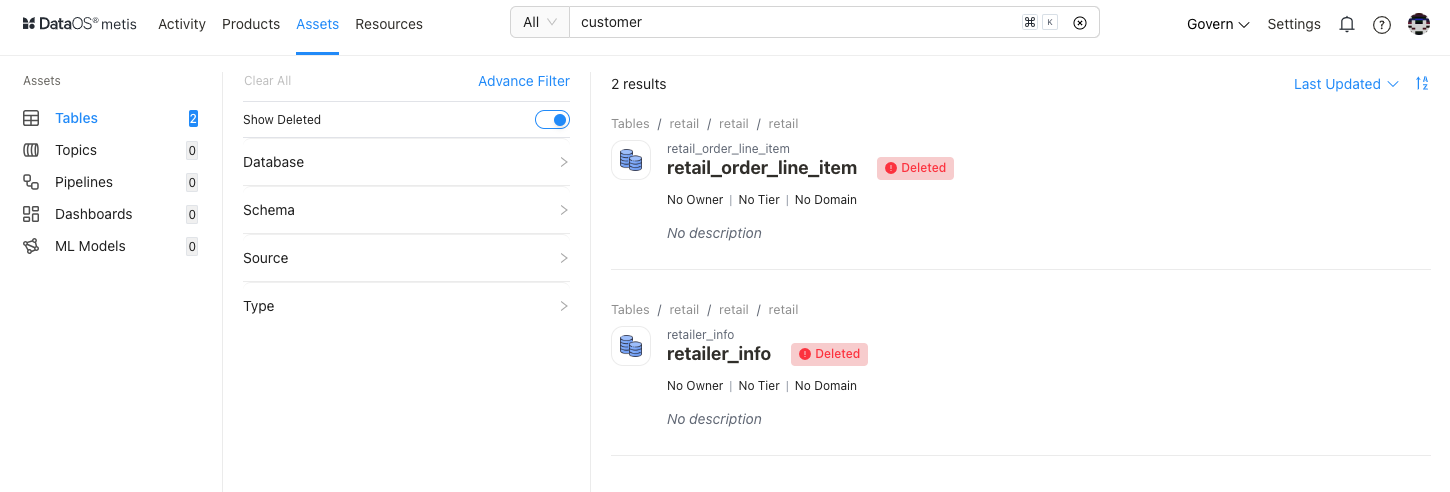 DataOS® metis Activity Products Assets Resources All customer ⌘ K Govern Settings
Assets
Tables 2
Topics 0
Pipelines 0
Dashboards 0
ML Models 0
Clear All Advance Filter
Show Deleted
Database
Schema
Source
Type
2 results Last Updated
Tables / retail / retail / retail
retail_order_line_item
retail_order_line_item Deleted
No Owner | No Tier | No Domain
No description
Tables / retail / retail / retail
retailer_info
retailer_info Deleted
No Owner | No Tier | No Domain
No description